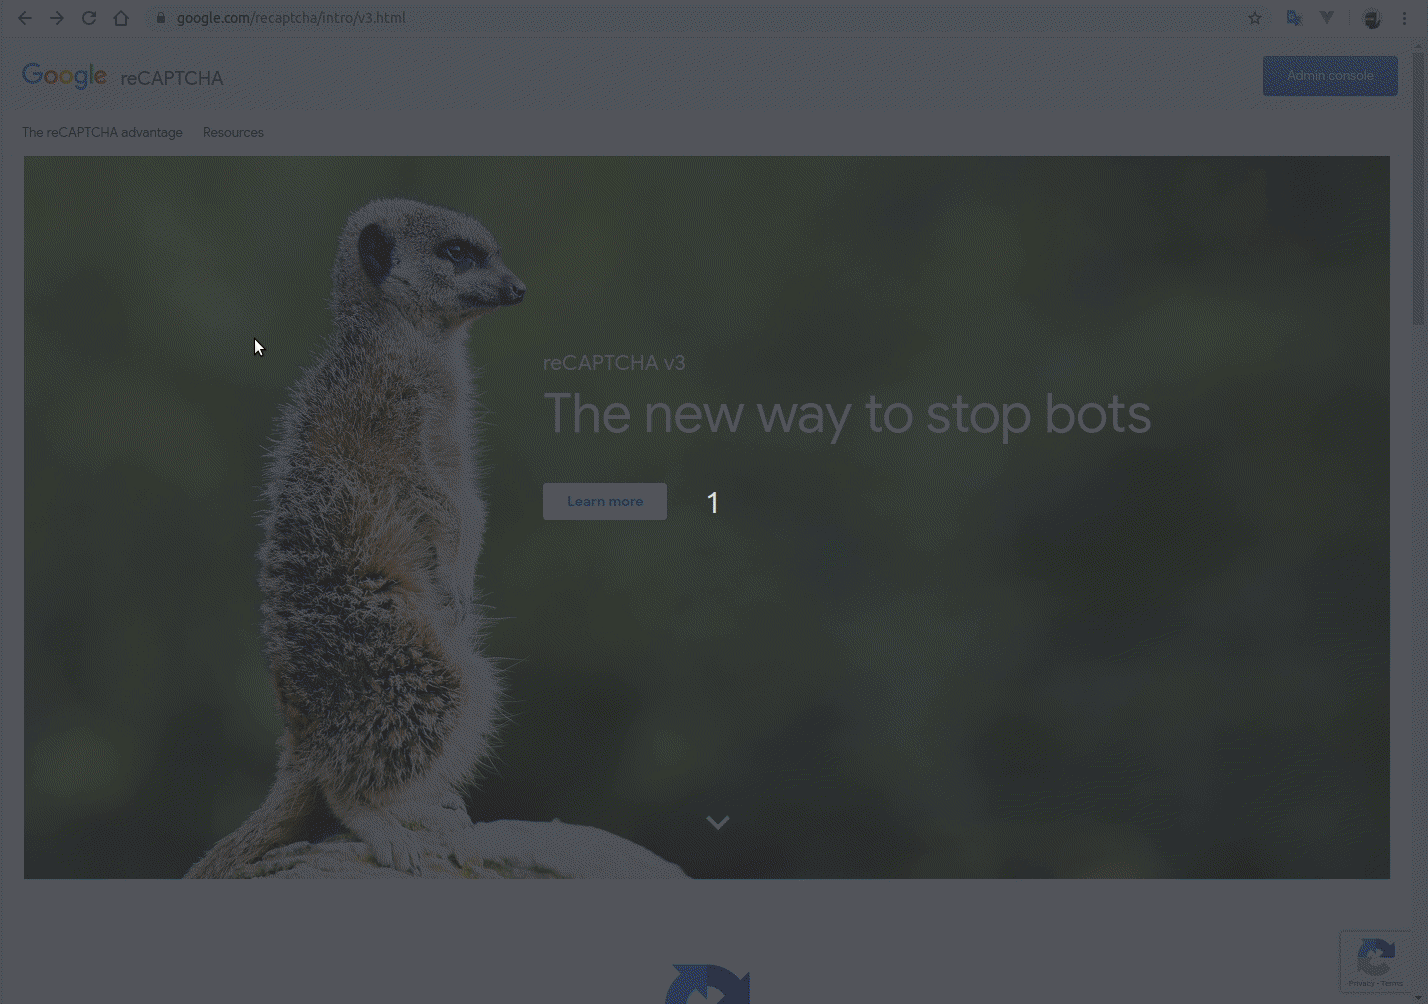 google.com/recaptcha/intro/v3.html
Google reCAPTCHA
Admin console
The reCAPTCHA advantage Resources
reCAPTCHA v3
The new way to stop bots
Learn more
1
Privacy - Terms